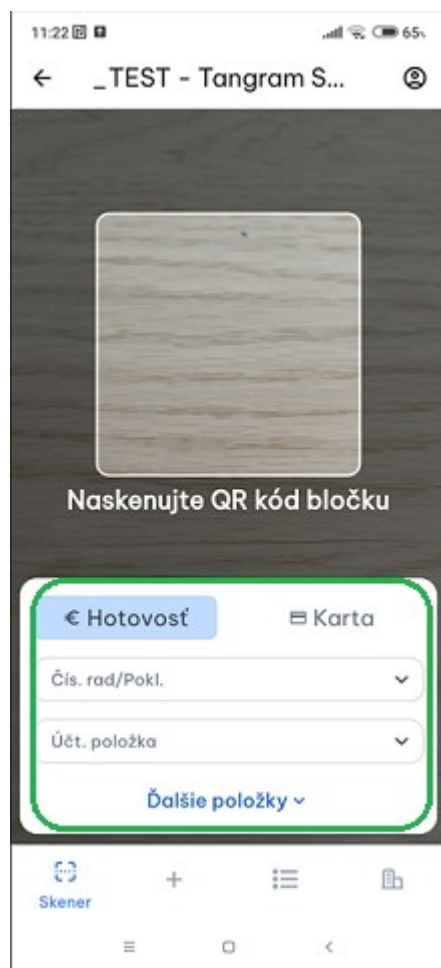 11:22 65%
_TEST - Tangram S...
Naskenujte QR kód bločku
€ Hotovosť Karta
Čís. rad/Pokl.
Účt. položka
Ďalšie položky
Skener